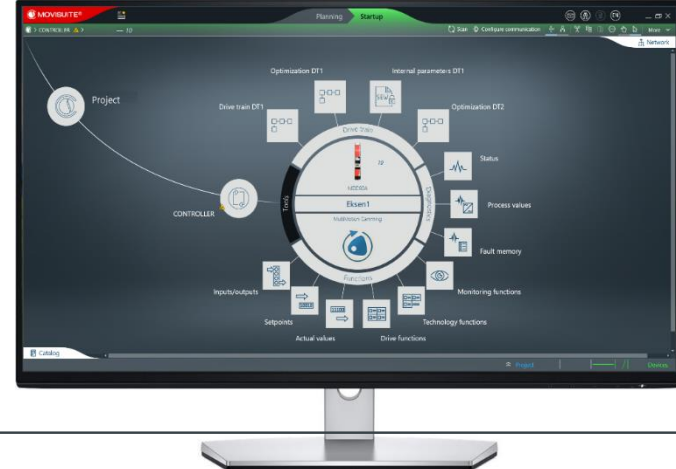 MOVISUITE®
Planning
Startup
CONTROLLER
Scan
Configure communication
More
Network
Project
Optimization DT1
Internal parameters DT1
Drive train DT1
Optimization DT2
Drive train
Status
Tools
Eksen1
Diagnostics
Process values
CONTROLLER
Fault memory
Functions
Inputs/outputs
Monitoring functions
Setpoints
Technology functions
Actual values
Drive functions
Catalog
Project
Devices